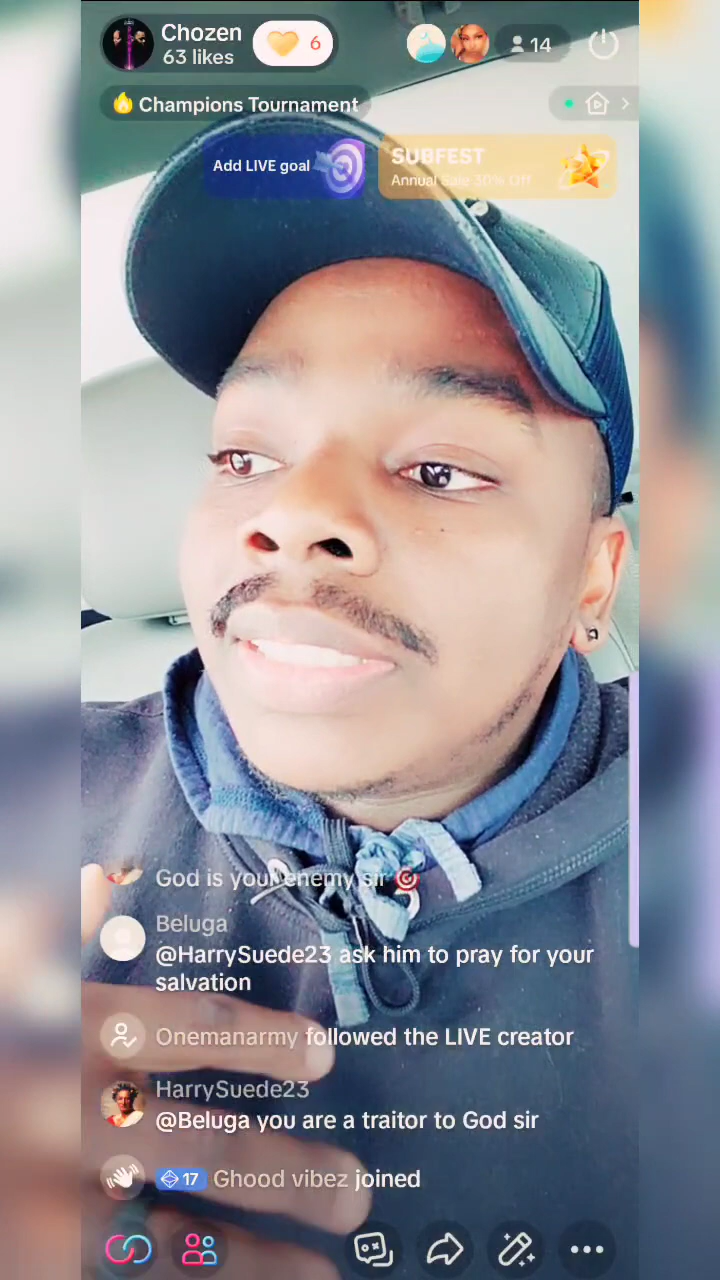 Chozen
63 likes
6
14
Champions Tournament
Add LIVE goal
SUBFEST
Annual Sale 30% Off
God is your enemy sir
Beluga
@HarrySuede23 ask him to pray for your
salvation
Onemanarmy followed the LIVE creator
HarrySuede23
@Beluga you are a traitor to God sir
17 Ghood vibez joined